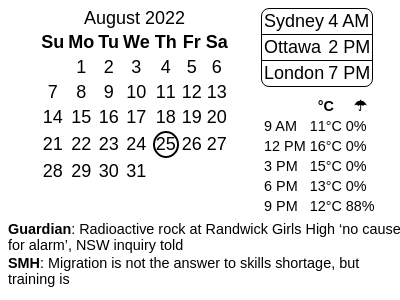 August 2022
Su Mo Tu We Th Fr Sa
1 2 3 4 5 6
7 8 9 10 11 12 13
14 15 16 17 18 19 20
21 22 23 24 25 26 27
28 29 30 31
Sydney 4 AM
Ottawa 2 PM
London 7 PM
°C ☂
9 AM 11°C 0%
12 PM 16°C 0%
3 PM 15°C 0%
6 PM 13°C 0%
9 PM 12°C 88%
Guardian: Radioactive rock at Randwick Girls High ‘no cause
for alarm’, NSW inquiry told
SMH: Migration is not the answer to skills shortage, but
training is